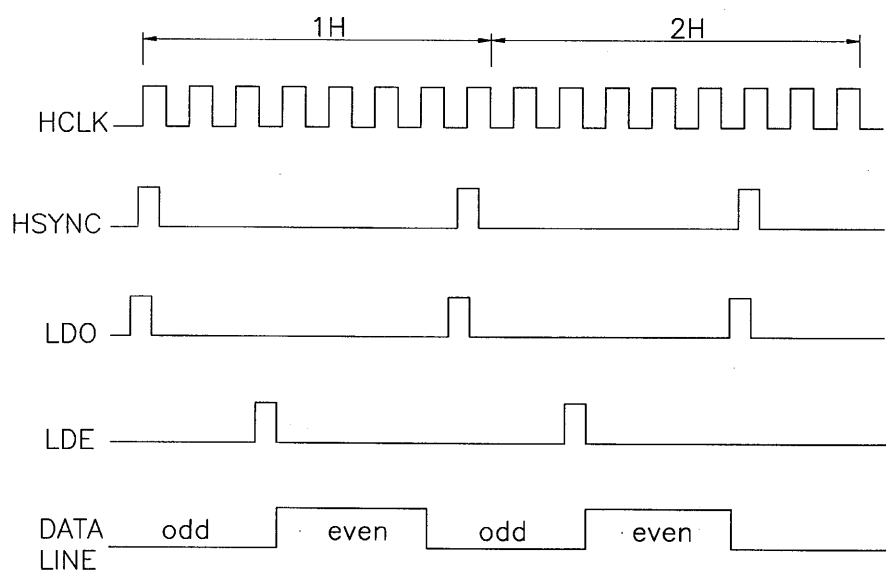 1H 2H
HCLK
HSYNC
LDO
LDE
DATA LINE
odd even odd even